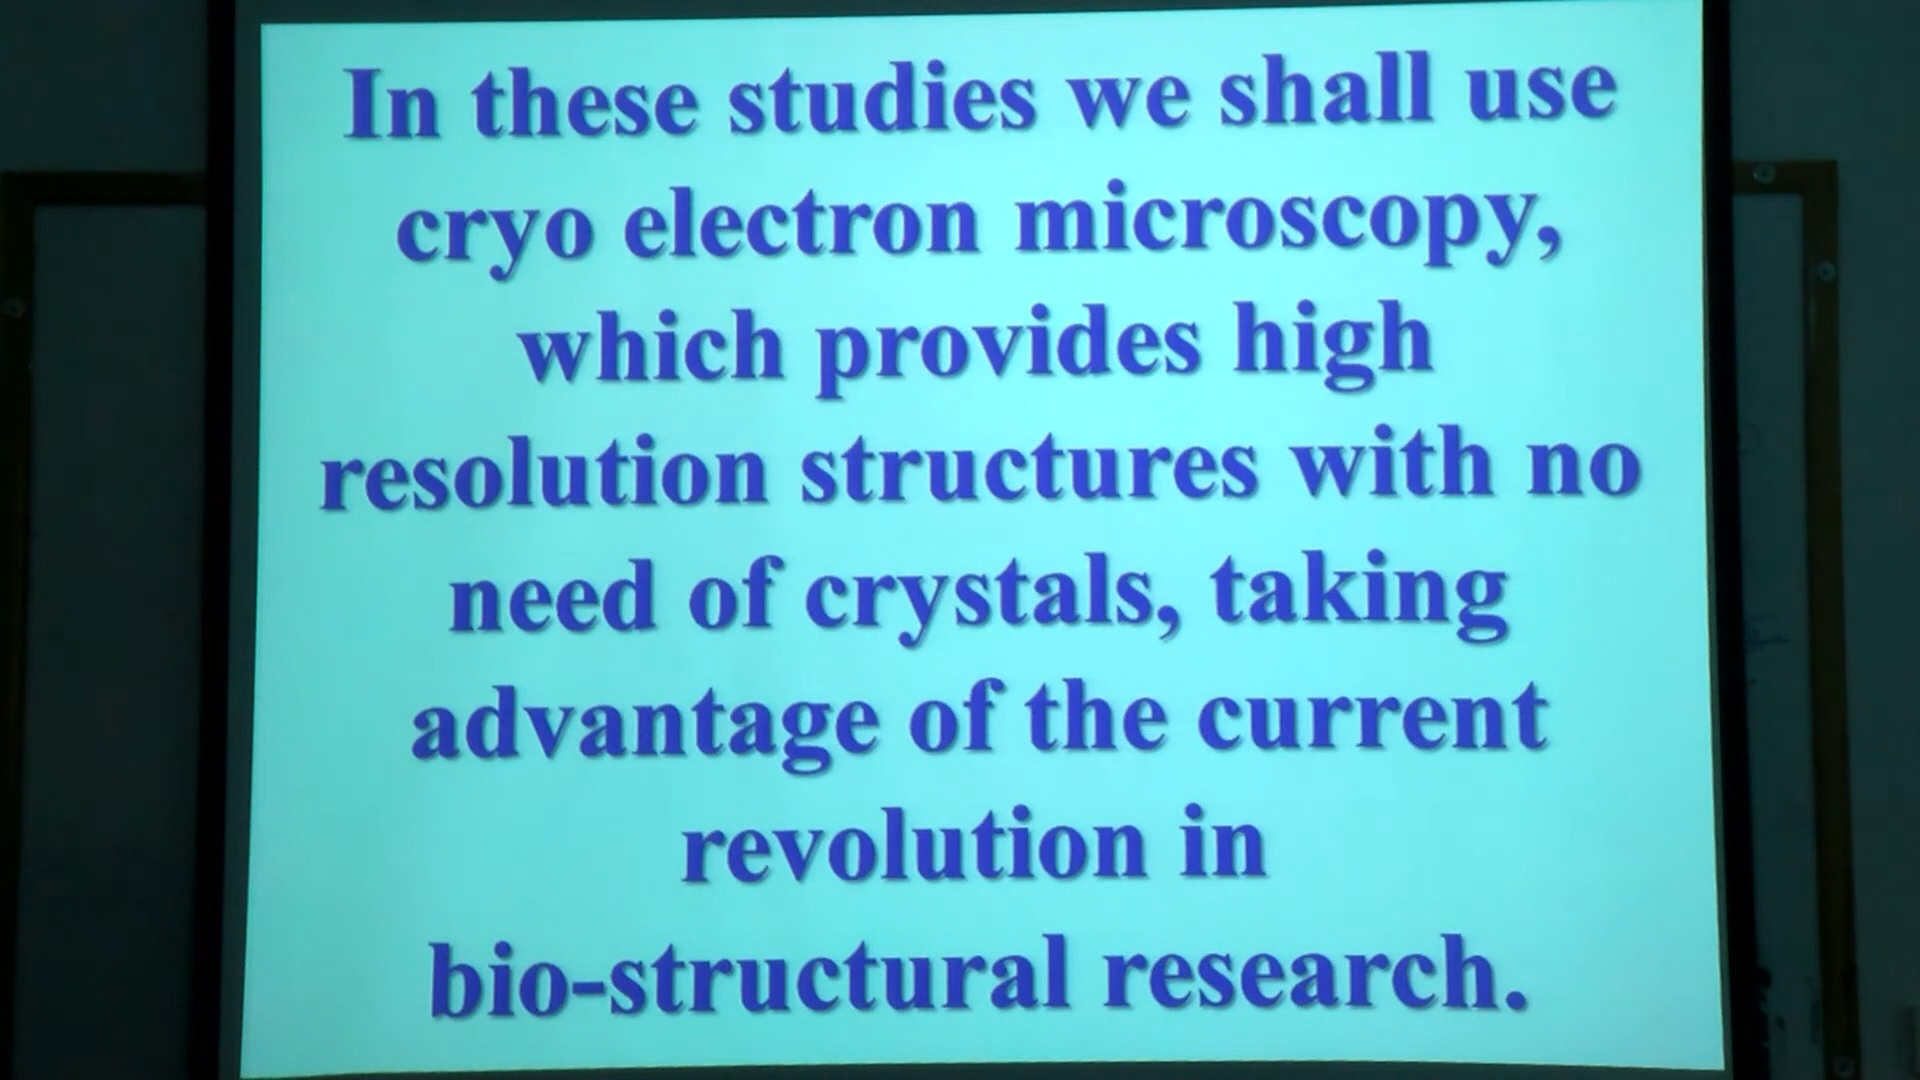 In these studies we shall use
cryo electron microscopy,
which provides high
resolution structures with no
need of crystals, taking
advantage of the current
revolution in
bio-structural research.